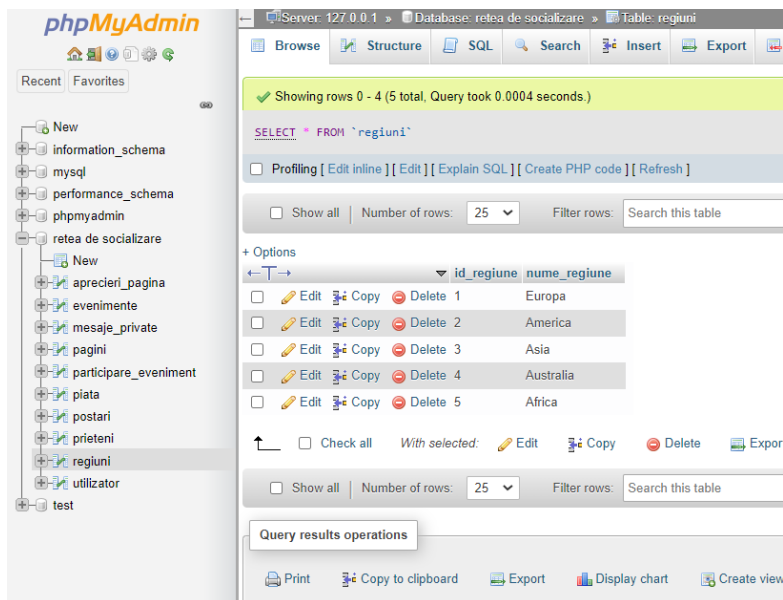 phpMyAdmin
Recent Favorites
New
information_schema
mysql
performance_schema
phpmyadmin
retea de socializare
New
aprecieri_pagina
evenimente
mesaje_private
pagini
participare_eveniment
piata
postari
prieteni
regiuni
utilizator
test
Server: 127.0.0.1 » Database: retea de socializare » Table: regiuni
Browse Structure SQL Search Insert Export
Showing rows 0 - 4 (5 total, Query took 0.0004 seconds.)
SELECT * FROM `regiuni`
Profiling [ Edit inline ] [ Edit ] [ Explain SQL ] [ Create PHP code ] [ Refresh ]
Show all | Number of rows: 25 Filter rows: Search this table
+ Options
←T→ id_regiune nume_regiune
Edit Copy Delete 1 Europa
Edit Copy Delete 2 America
Edit Copy Delete 3 Asia
Edit Copy Delete 4 Australia
Edit Copy Delete 5 Africa
Check all With selected: Edit Copy Delete Expor
Show all | Number of rows: 25 Filter rows: Search this table
Query results operations
Print Copy to clipboard Export Display chart Create view